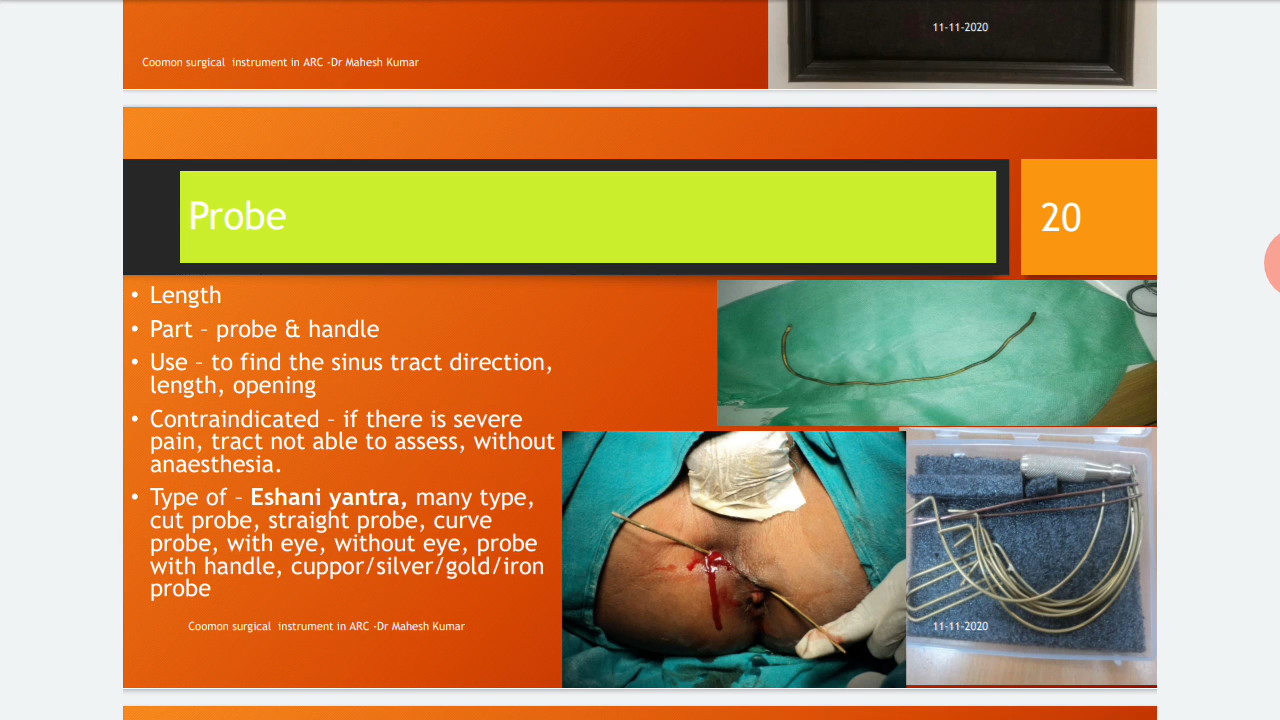 11-11-2020
Coomon surgical instrument in ARC -Dr Mahesh Kumar
Probe
20
• Length
• Part – probe & handle
• Use – to find the sinus tract direction,
length, opening
• Contraindicated – if there is severe
pain, tract not able to assess, without
anaesthesia.
• Type of – Eshani yantra, many type,
cut probe, straight probe, curve
probe, with eye, without eye, probe
with handle, cuppor/silver/gold/iron
probe
Coomon surgical instrument in ARC -Dr Mahesh Kumar
11-11-2020